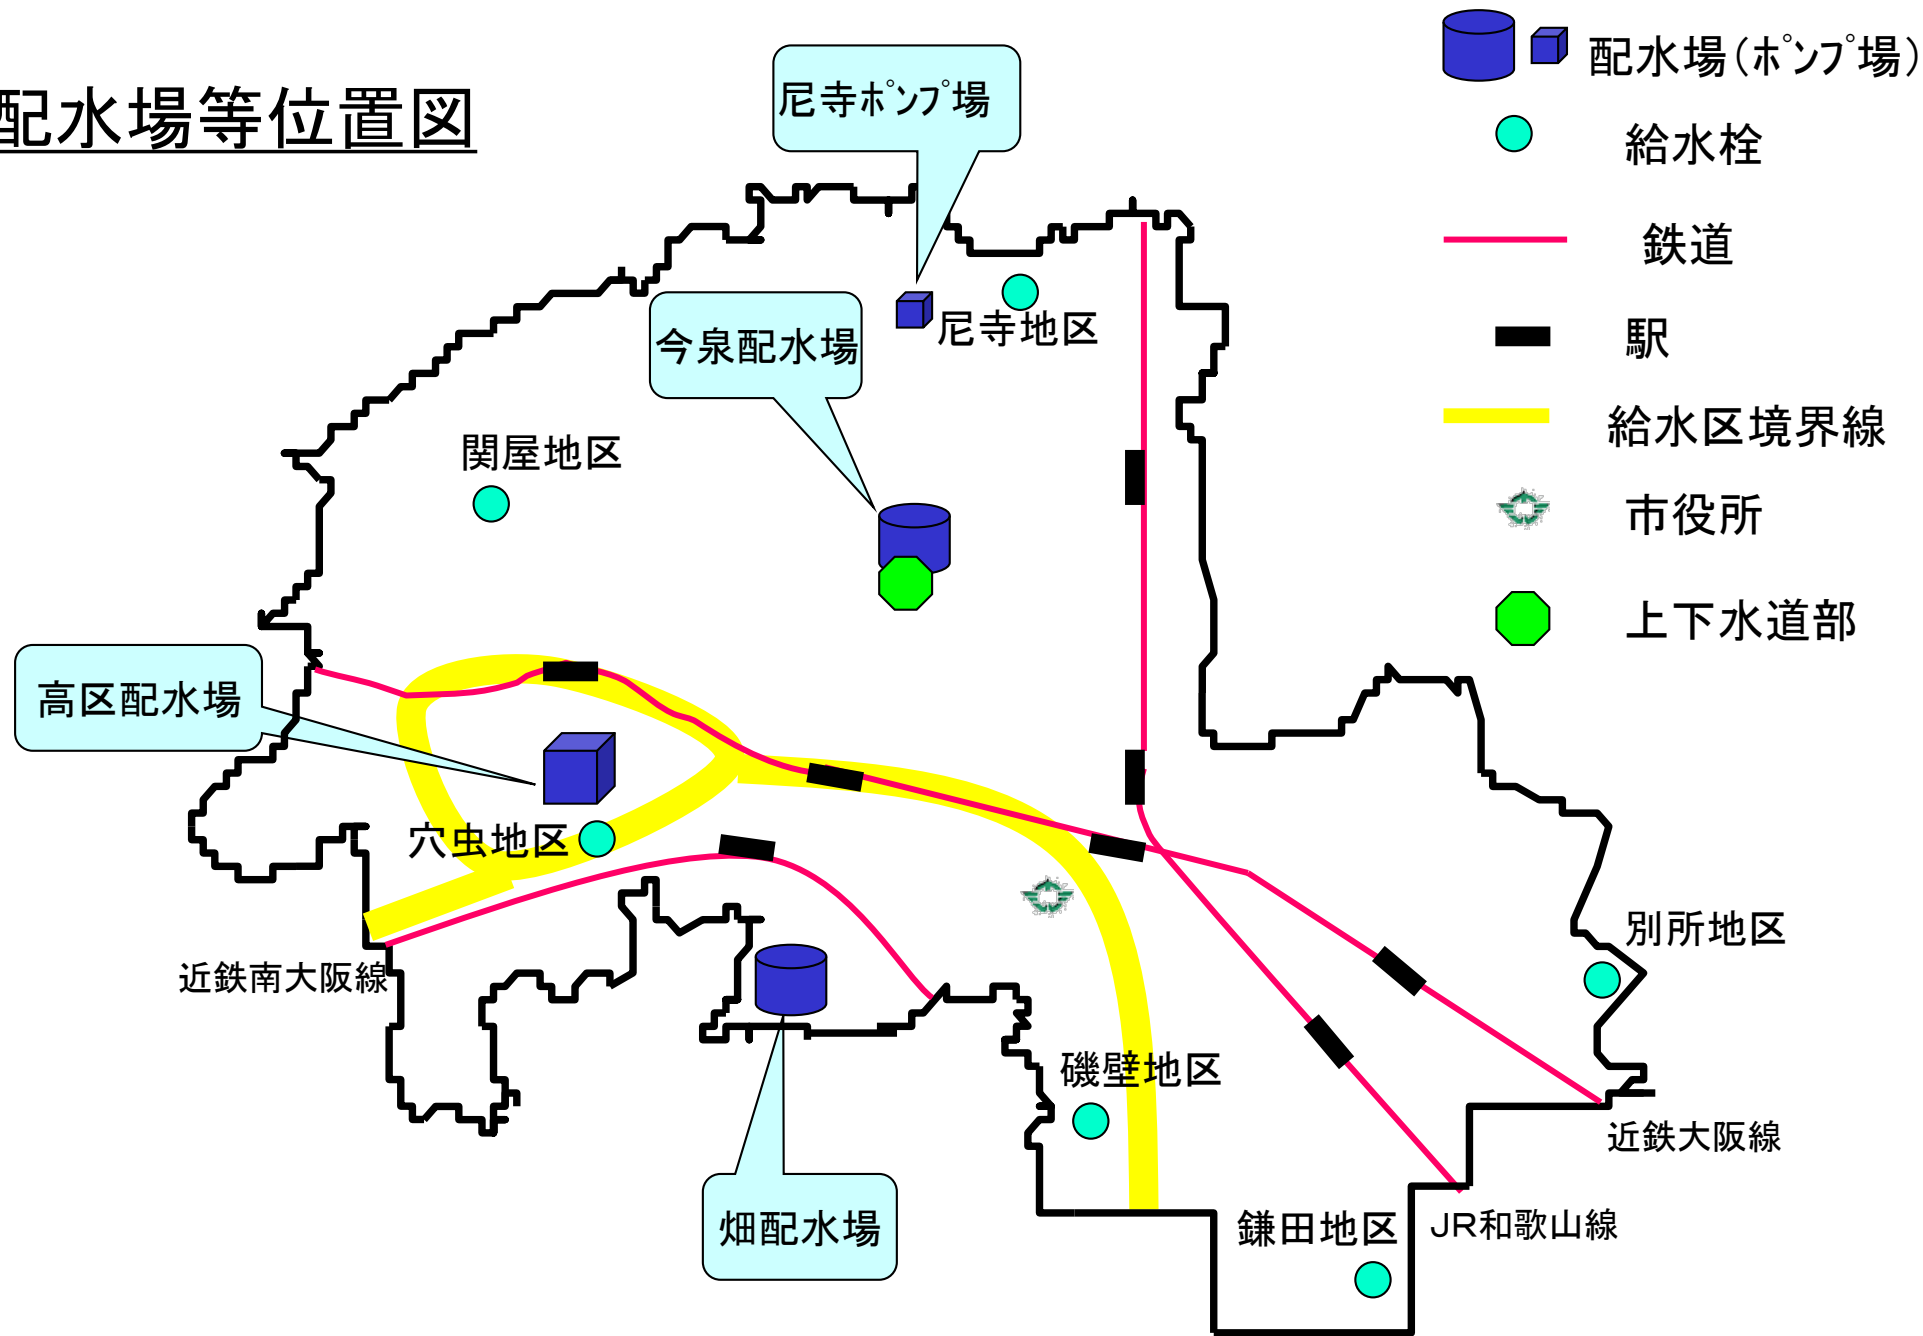 配水場等位置図
尼寺ﾎﾟﾝﾌﾟ場
配水場(ﾎﾟﾝﾌﾟ場)
給水栓
鉄道
駅
給水区境界線
市役所
上下水道部
尼寺地区
今泉配水場
関屋地区
高区配水場
穴虫地区
近鉄南大阪線
別所地区
磯壁地区
近鉄大阪線
畑配水場
鎌田地区
JR和歌山線